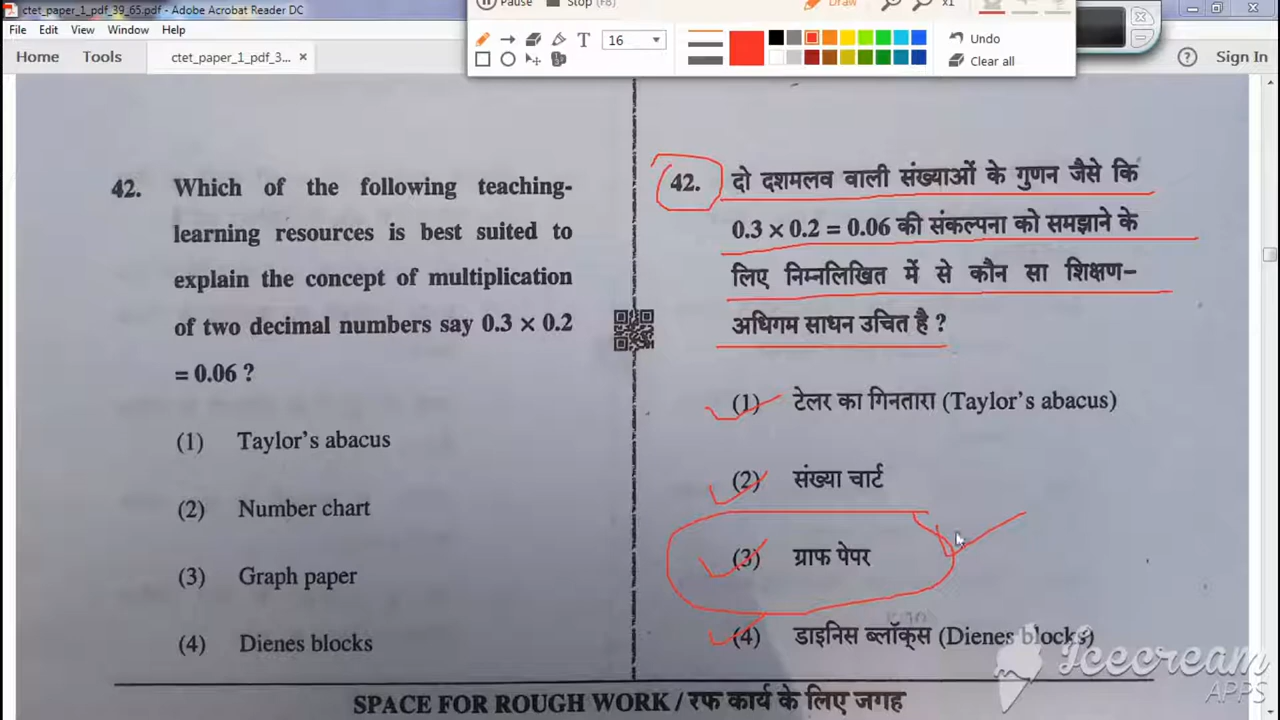 ctet_paper_1_pdf_39_65.pdf - Adobe Acrobat Reader DC
Pause Stop (F8) Draw x1
File Edit View Window Help
T 16 Undo
Home Tools ctet_paper_1_pdf_3... × Clear all Sign In
42. Which of the following teaching-
learning resources is best suited to
explain the concept of multiplication
of two decimal numbers say 0.3 × 0.2
= 0.06 ?
(1) Taylor's abacus
(2) Number chart
(3) Graph paper
(4) Dienes blocks
42. दो दशमलव वाली संख्याओं के गुणन जैसे कि
0.3 × 0.2 = 0.06 की संकल्पना को समझाने के
लिए निम्नलिखित में से कौन सा शिक्षण-
अधिगम साधन उचित है ?
(1) टेलर का गिनतारा (Taylor's abacus)
(2) संख्या चार्ट
(3) ग्राफ पेपर
(4) डाइनिस ब्लॉक्स (Dienes blocks)
SPACE FOR ROUGH WORK / रफ कार्य के लिए जगह
Icecream
APPS